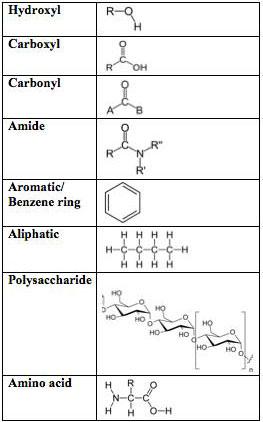 Hydroxyl
R–O
H
Carboxyl
O
C
R OH
Carbonyl
O
C
A B
Amide
O
C R"
R N
R'
Aromatic/
Benzene ring
Aliphatic
H H H H
H–C–C–C–C–H
H H H H
Polysaccharide
HO
O HO
HO O O HO
HO O O
HO O
HO
HO O
n
Amino acid
H R O
N–C–C
H H O–H